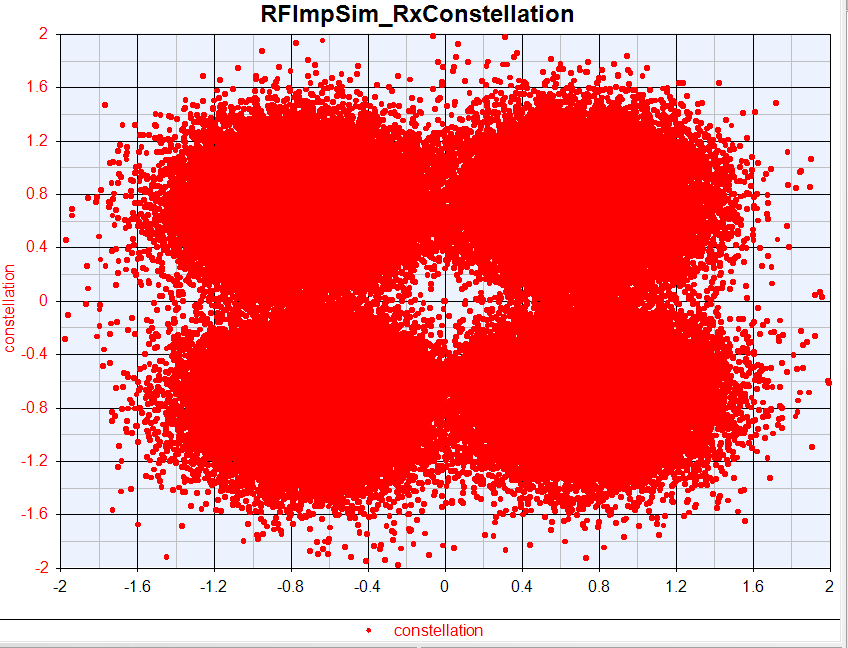 RFImpSim_RxConstellation
2
1.6
1.2
0.8
0.4
0
-0.4
-0.8
-1.2
-1.6
-2
constellation
-2 -1.6 -1.2 -0.8 -0.4 0 0.4 0.8 1.2 1.6 2
constellation